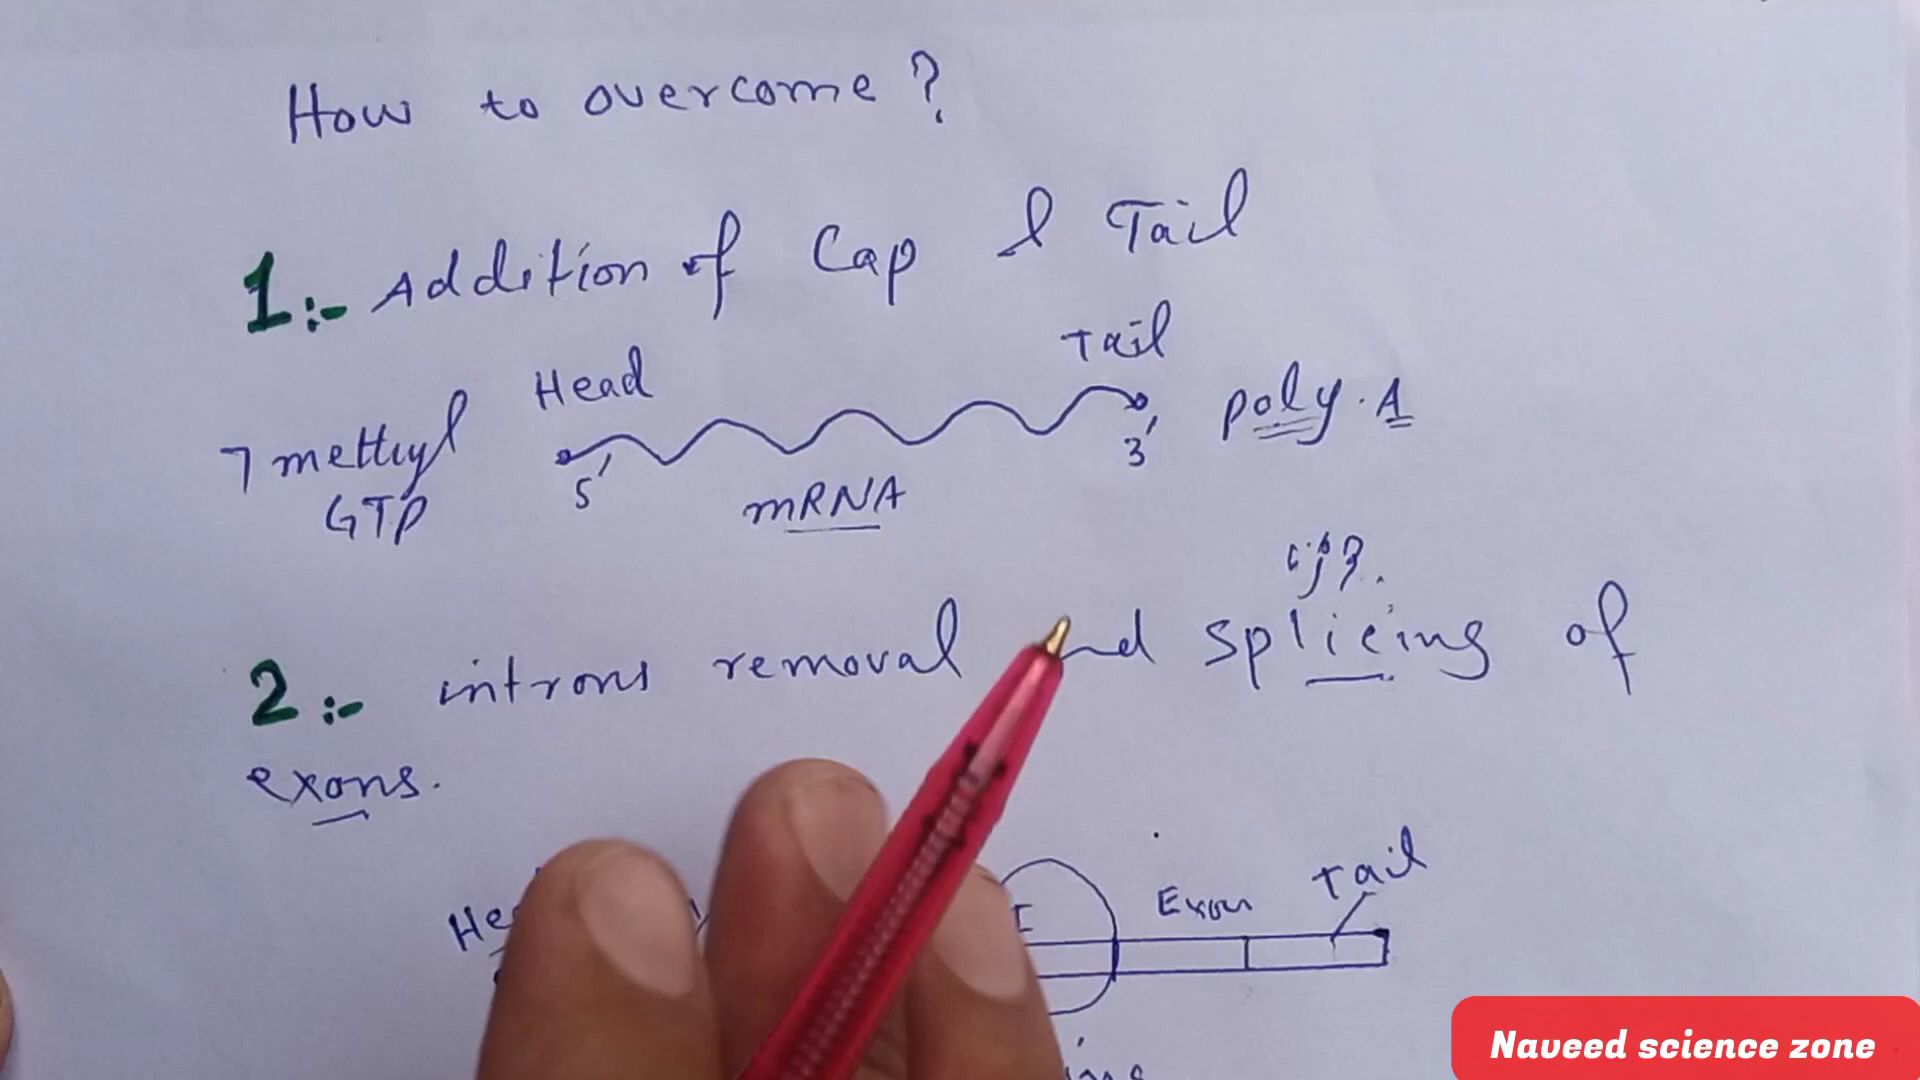 How to overcome ?
1:- Addition of Cap & Tail
Head Tail
7 methyl poly.A
GTP 5' mRNA 3'
2:- introns removal and splicing of
exons.
Exon Tail
I
Naveed science zone